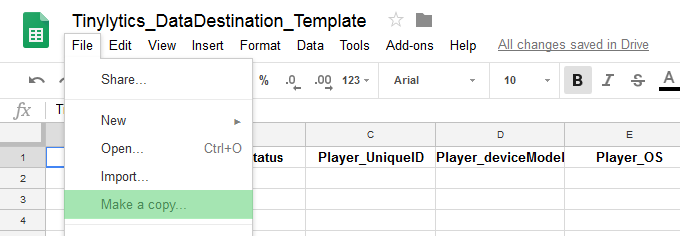 Tinylytics_DataDestination_Template
File Edit View Insert Format Data Tools Add-ons Help All changes saved in Drive
% .0 .00 123 Arial 10 B I S A
fx
Share...
New
Open... Ctrl+O
Import...
Make a copy...
C D E
1 Player_UniqueID Player_deviceModel Player_OS
2
3
4